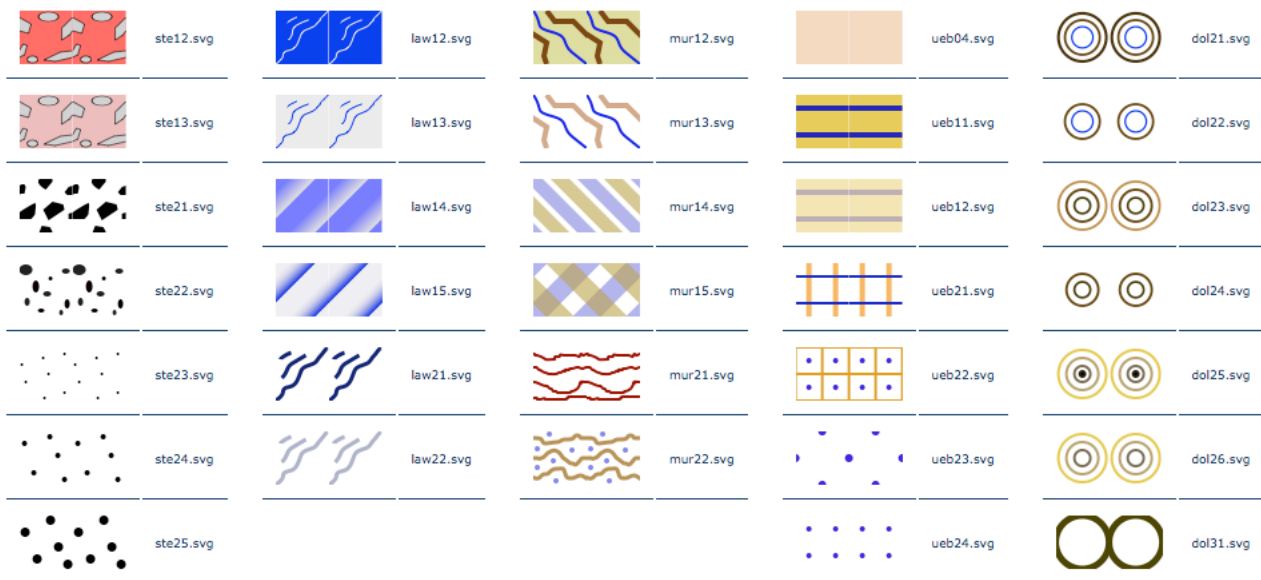 ste12.svg law12.svg mur12.svg ueb04.svg dol21.svg
ste13.svg law13.svg mur13.svg ueb11.svg dol22.svg
ste21.svg law14.svg mur14.svg ueb12.svg dol23.svg
ste22.svg law15.svg mur15.svg ueb21.svg dol24.svg
ste23.svg law21.svg mur21.svg ueb22.svg dol25.svg
ste24.svg law22.svg mur22.svg ueb23.svg dol26.svg
ste25.svg ueb24.svg dol31.svg